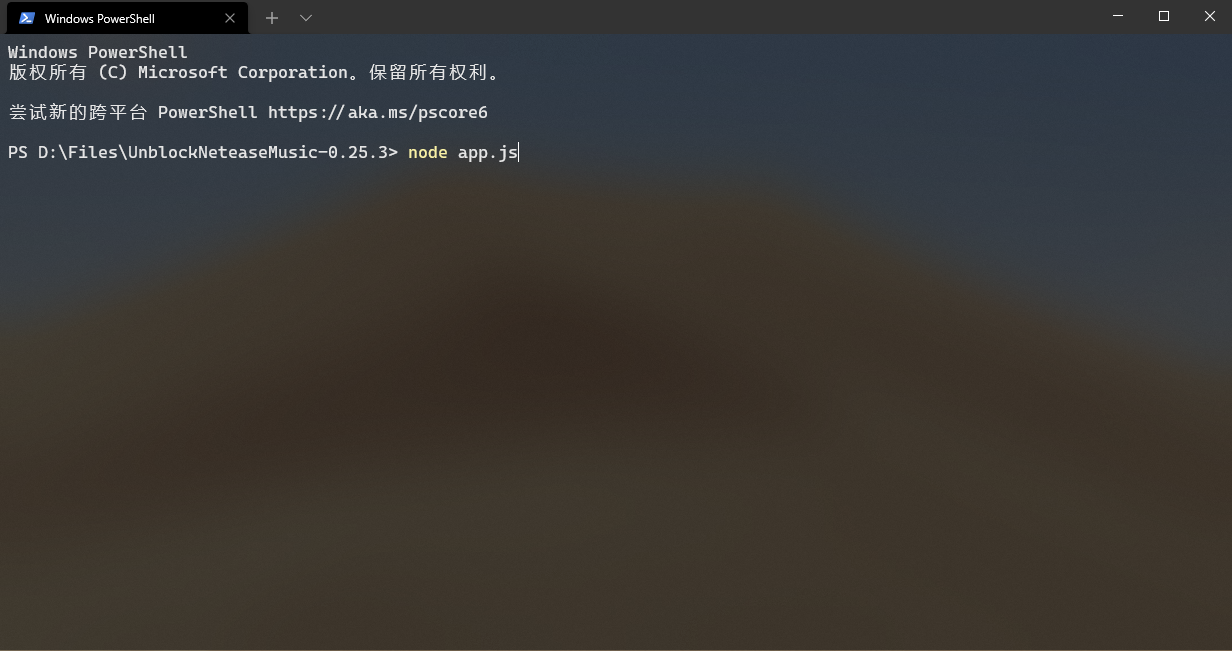 Windows PowerShell
Windows PowerShell
版权所有 (C) Microsoft Corporation。保留所有权利。
尝试新的跨平台 PowerShell https://aka.ms/pscore6
PS D:\Files\UnblockNeteaseMusic-0.25.3> node app.js